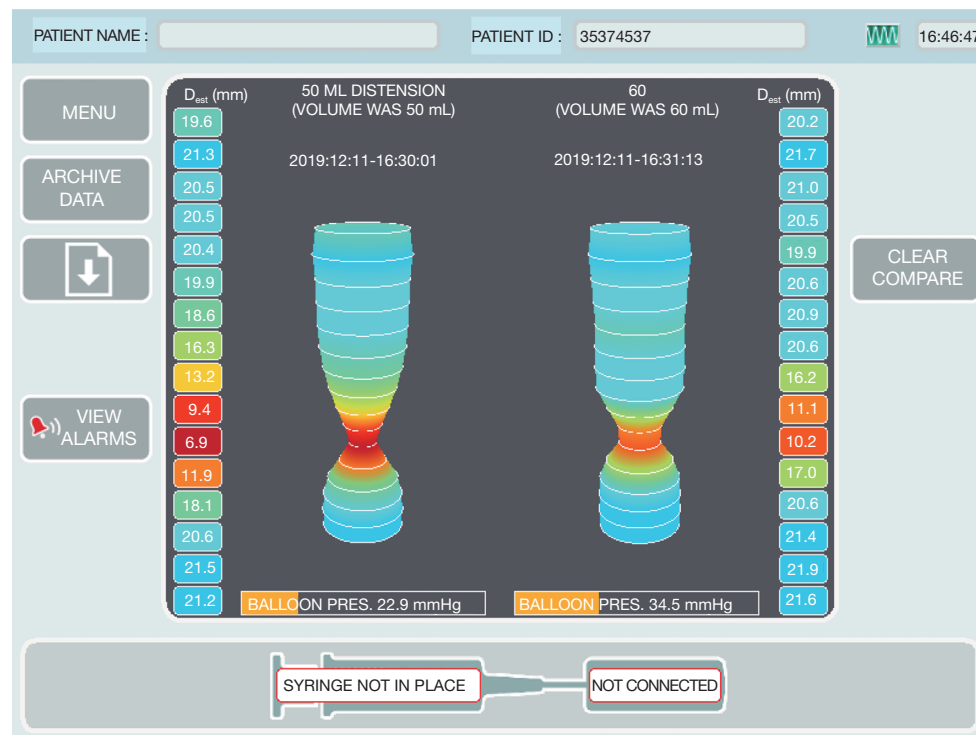 PATIENT NAME :
PATIENT ID : 35374537
16:46:47
MENU
ARCHIVE
DATA
VIEW
ALARMS
Dest (mm)
19.6
21.3
20.5
20.5
20.4
19.9
18.6
16.3
13.2
9.4
6.9
11.9
18.1
20.6
21.5
21.2
50 ML DISTENSION
(VOLUME WAS 50 mL)
2019:12:11-16:30:01
BALLOON PRES. 22.9 mmHg
60
(VOLUME WAS 60 mL)
2019:12:11-16:31:13
BALLOON PRES. 34.5 mmHg
Dest (mm)
20.2
21.7
21.0
20.5
19.9
20.6
20.9
20.6
16.2
11.1
10.2
17.0
20.6
21.4
21.9
21.6
CLEAR
COMPARE
SYRINGE NOT IN PLACE
NOT CONNECTED